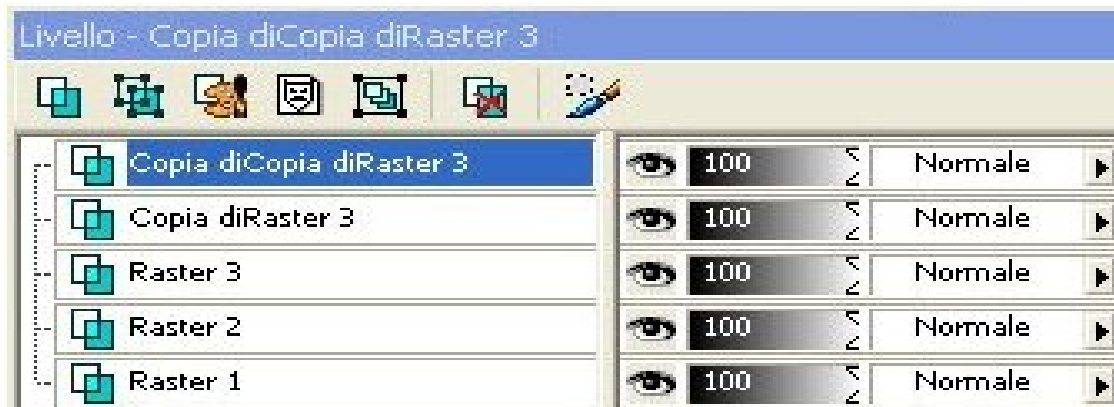 Livello - Copia diCopia diRaster 3
Copia diCopia diRaster 3 100 Normale
Copia diRaster 3 100 Normale
Raster 3 100 Normale
Raster 2 100 Normale
Raster 1 100 Normale